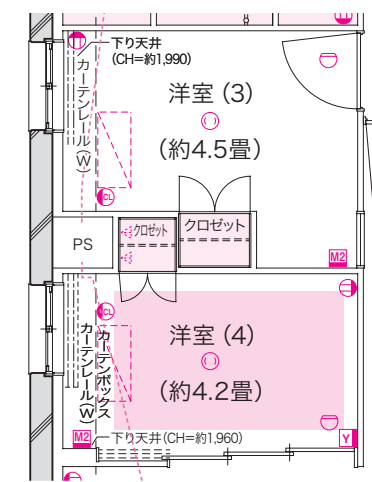 下り天井
(CH=約1,990)
カーテンレール(W)
洋室(3)
(約4.5畳)
CL
クロゼット
クロゼット
PS
M2
CL
洋室(4)
(約4.2畳)
カーテンボックス
カーテンレール(W)
M2
下り天井(CH=約1,960)
Y